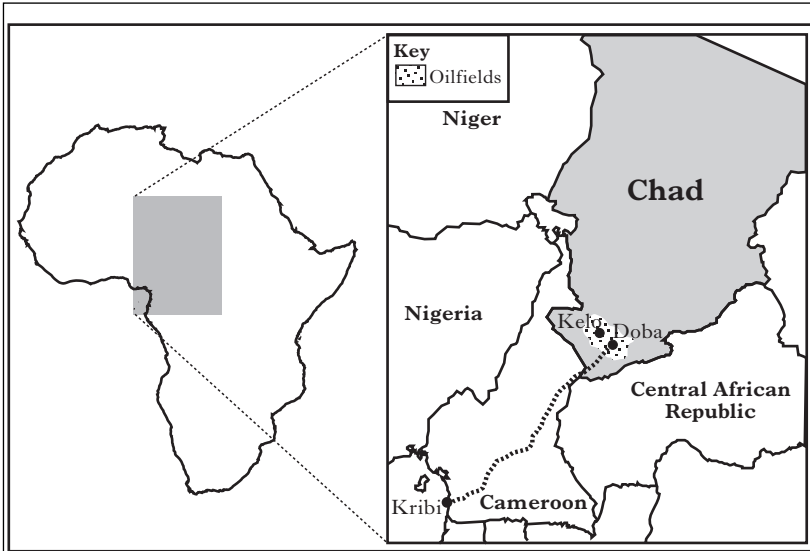 Key
Oilfields
Niger
Chad
Nigeria
Kelo
Doba
Central African
Republic
Kribi
Cameroon